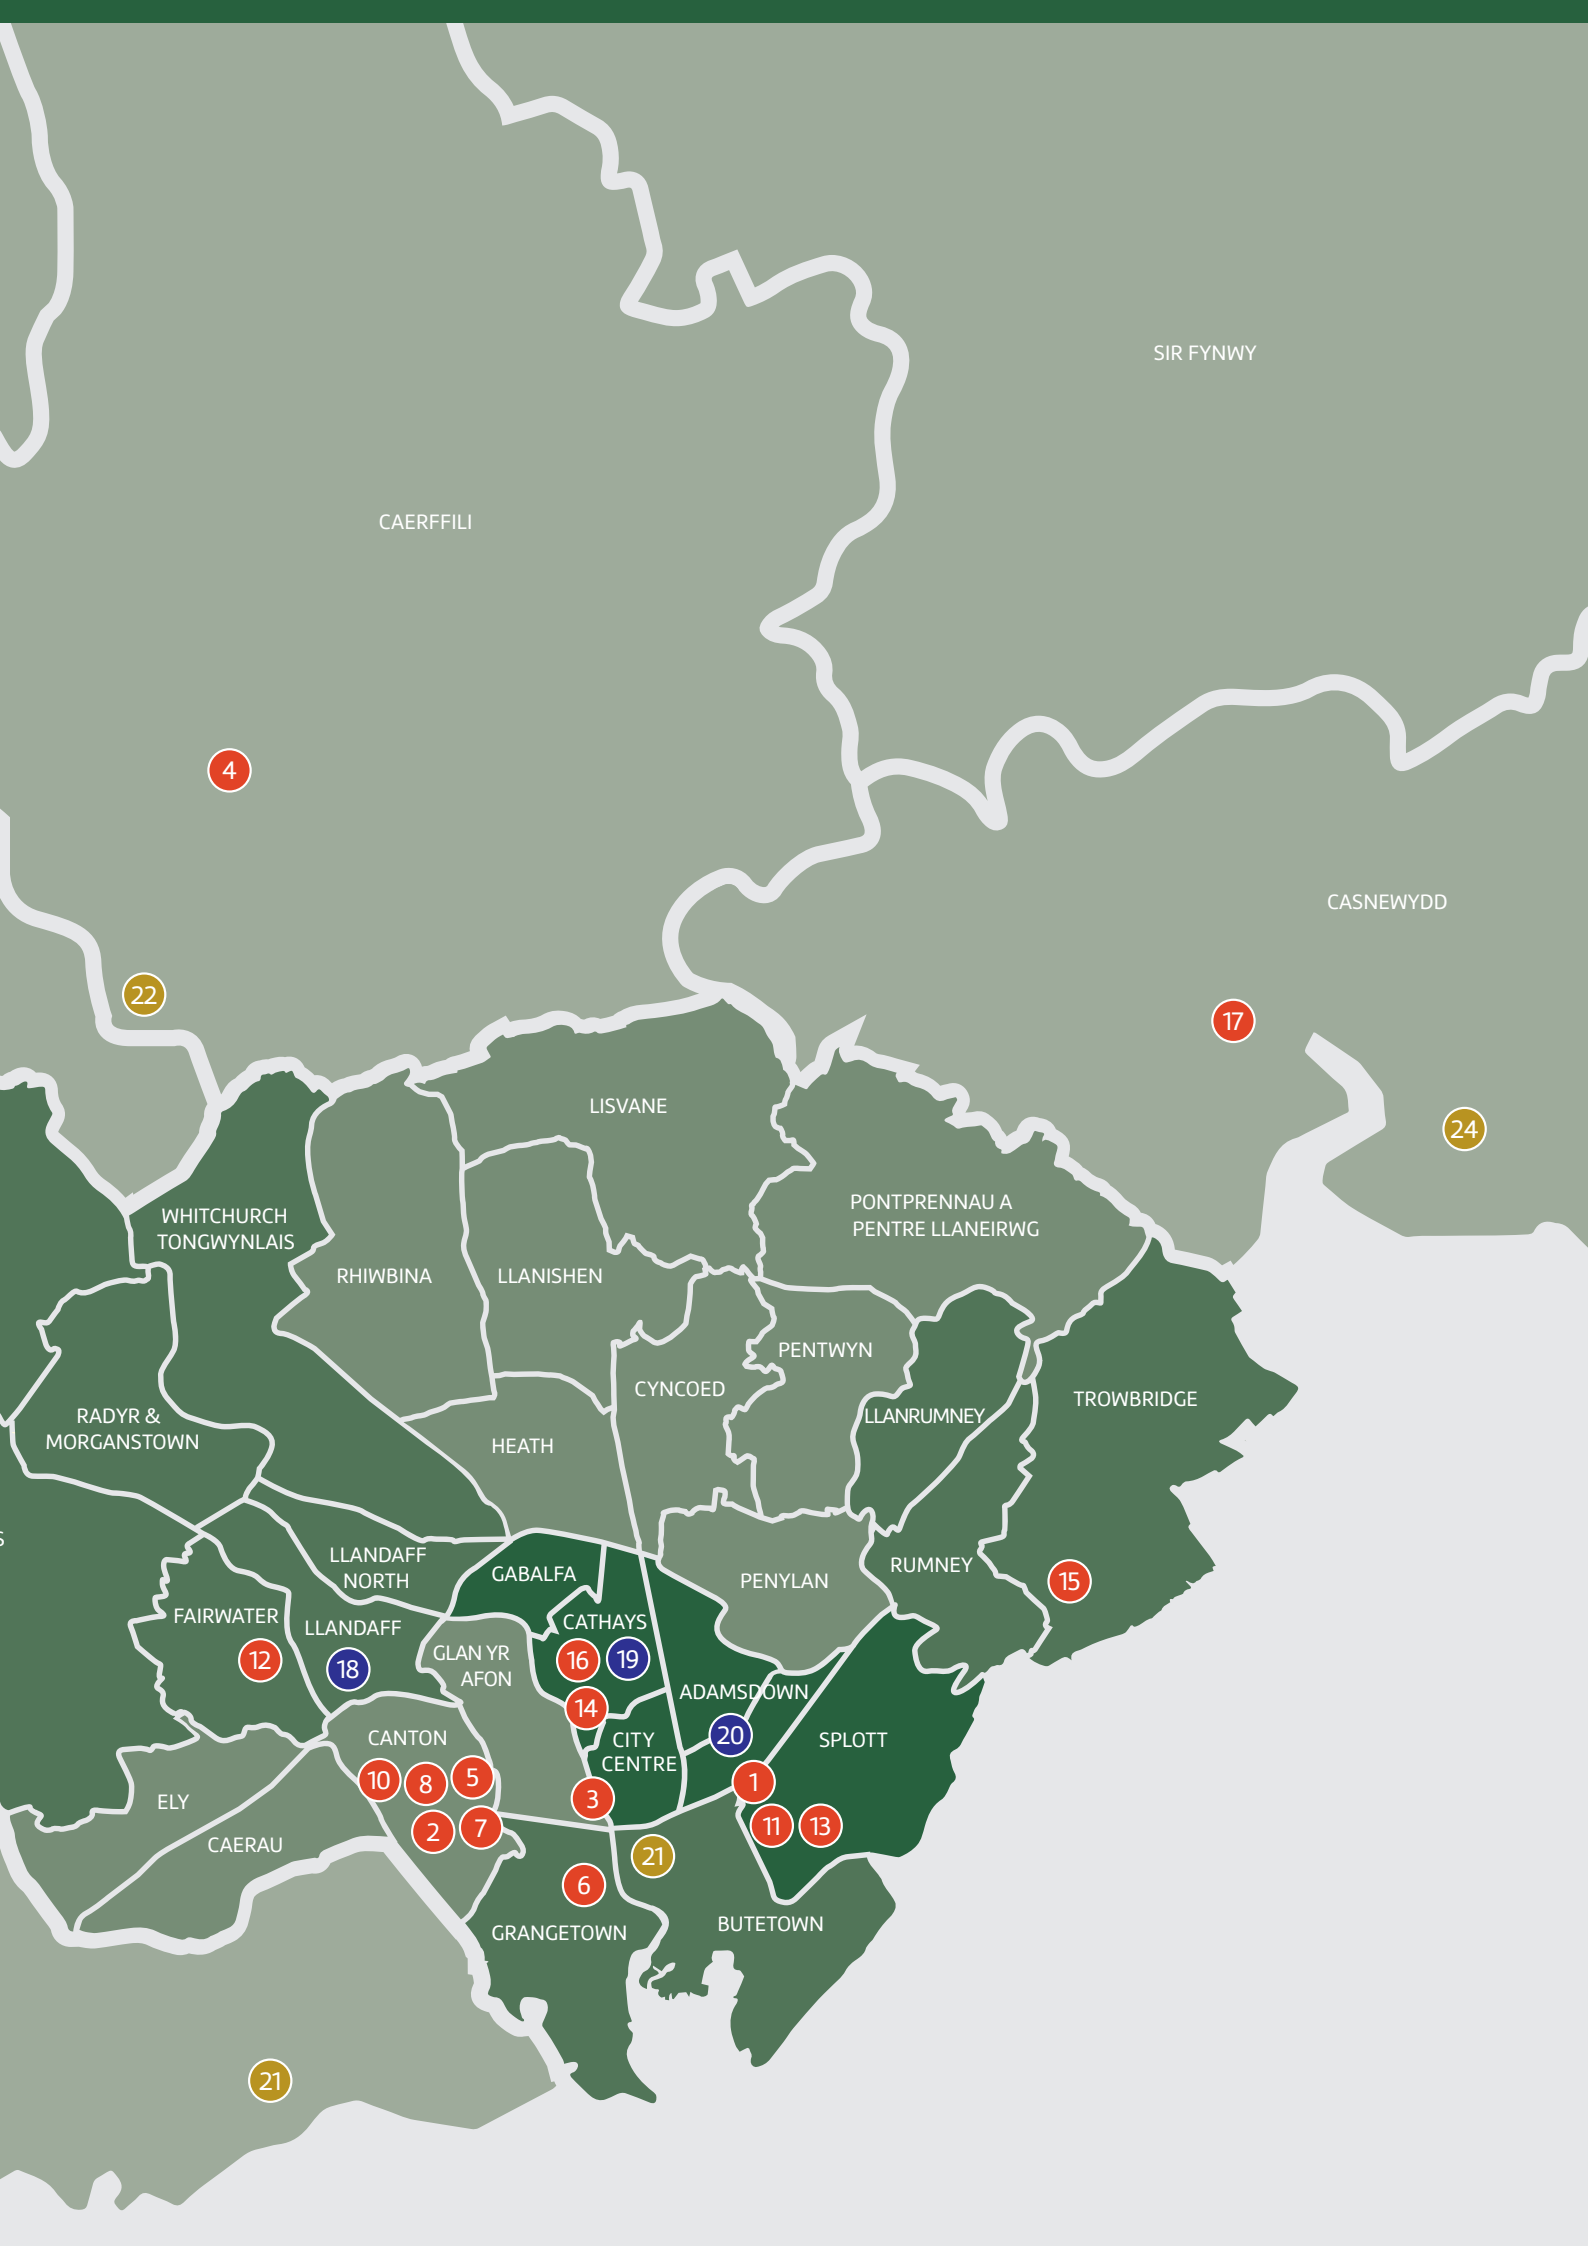 SIR FYNWY
CAERFFILI
4
CASNEWYDD
22
17
LISVANE
24
PONTPRENNAU A
PENTRE LLANEIRWG
WHITCHURCH
TONGWYNLAIS
RHIWBINA
LLANISHEN
PENTWYN
CYNCOED
TROWBRIDGE
RADYR &
MORGANSTOWN
LLANRUMNEY
HEATH
S
LLANDAFF
NORTH
GABALFA
PENYLAN
RUMNEY
15
FAIRWATER
LLANDAFF
CATHAYS
12
18
GLAN YR
AFON
16
19
14
ADAMSDOWN
CANTON
CITY
CENTRE
20
SPLOTT
10
8
5
3
1
ELY
2
7
11
13
CAERAU
21
6
GRANGETOWN
BUTETOWN
21